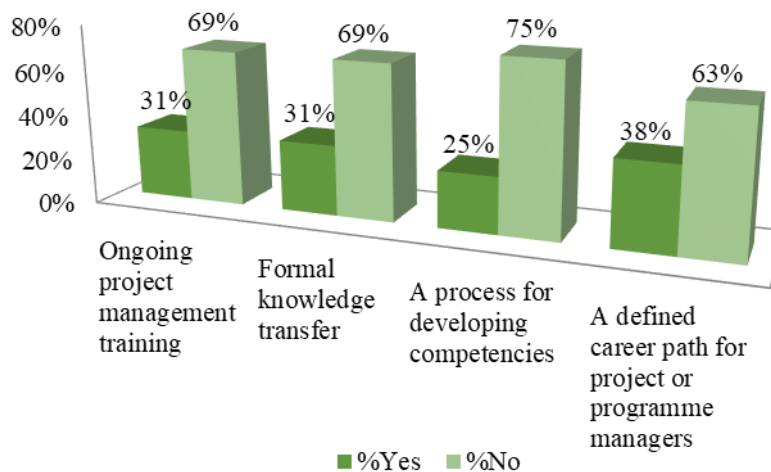 80%
60%
40%
20%
0%
31%
69%
31%
69%
25%
75%
38%
63%
Ongoing
project
management
training
Formal
knowledge
transfer
A process for
developing
competencies
A defined
career path for
project or
programme
managers
%Yes %No